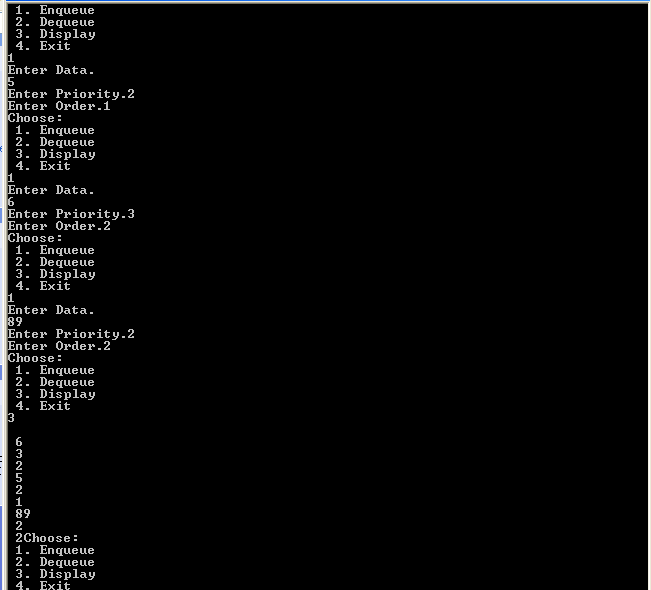 1. Enqueue
2. Dequeue
3. Display
4. Exit
1
Enter Data.
5
Enter Priority.2
Enter Order.1
Choose:
1. Enqueue
2. Dequeue
3. Display
4. Exit
1
Enter Data.
6
Enter Priority.3
Enter Order.2
Choose:
1. Enqueue
2. Dequeue
3. Display
4. Exit
1
Enter Data.
89
Enter Priority.2
Enter Order.2
Choose:
1. Enqueue
2. Dequeue
3. Display
4. Exit
3
6
3
2
5
2
1
89
2
2Choose:
1. Enqueue
2. Dequeue
3. Display
4. Exit